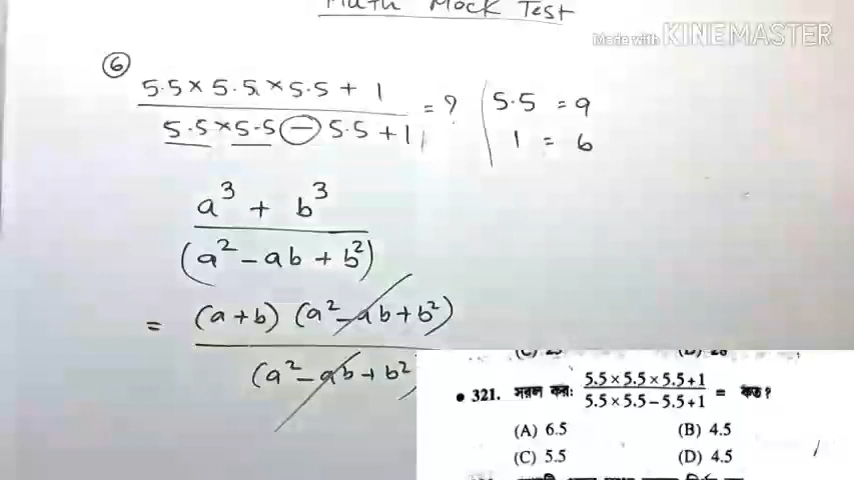 Math Mock Test
Made with KINEMASTER
6
5.5 × 5.5 × 5.5 + 1
5.5 × 5.5 − 5.5 + 1
= ?
5.5 = a
1 = b
a³ + b³
(a² − ab + b²)
= (a + b) (a² − ab + b²)
(a² − ab + b²)
• 321. সরল কর: 5.5 × 5.5 × 5.5 + 1
5.5 × 5.5 − 5.5 + 1
= কত?
(A) 6.5 (B) 4.5
(C) 5.5 (D) 4.5